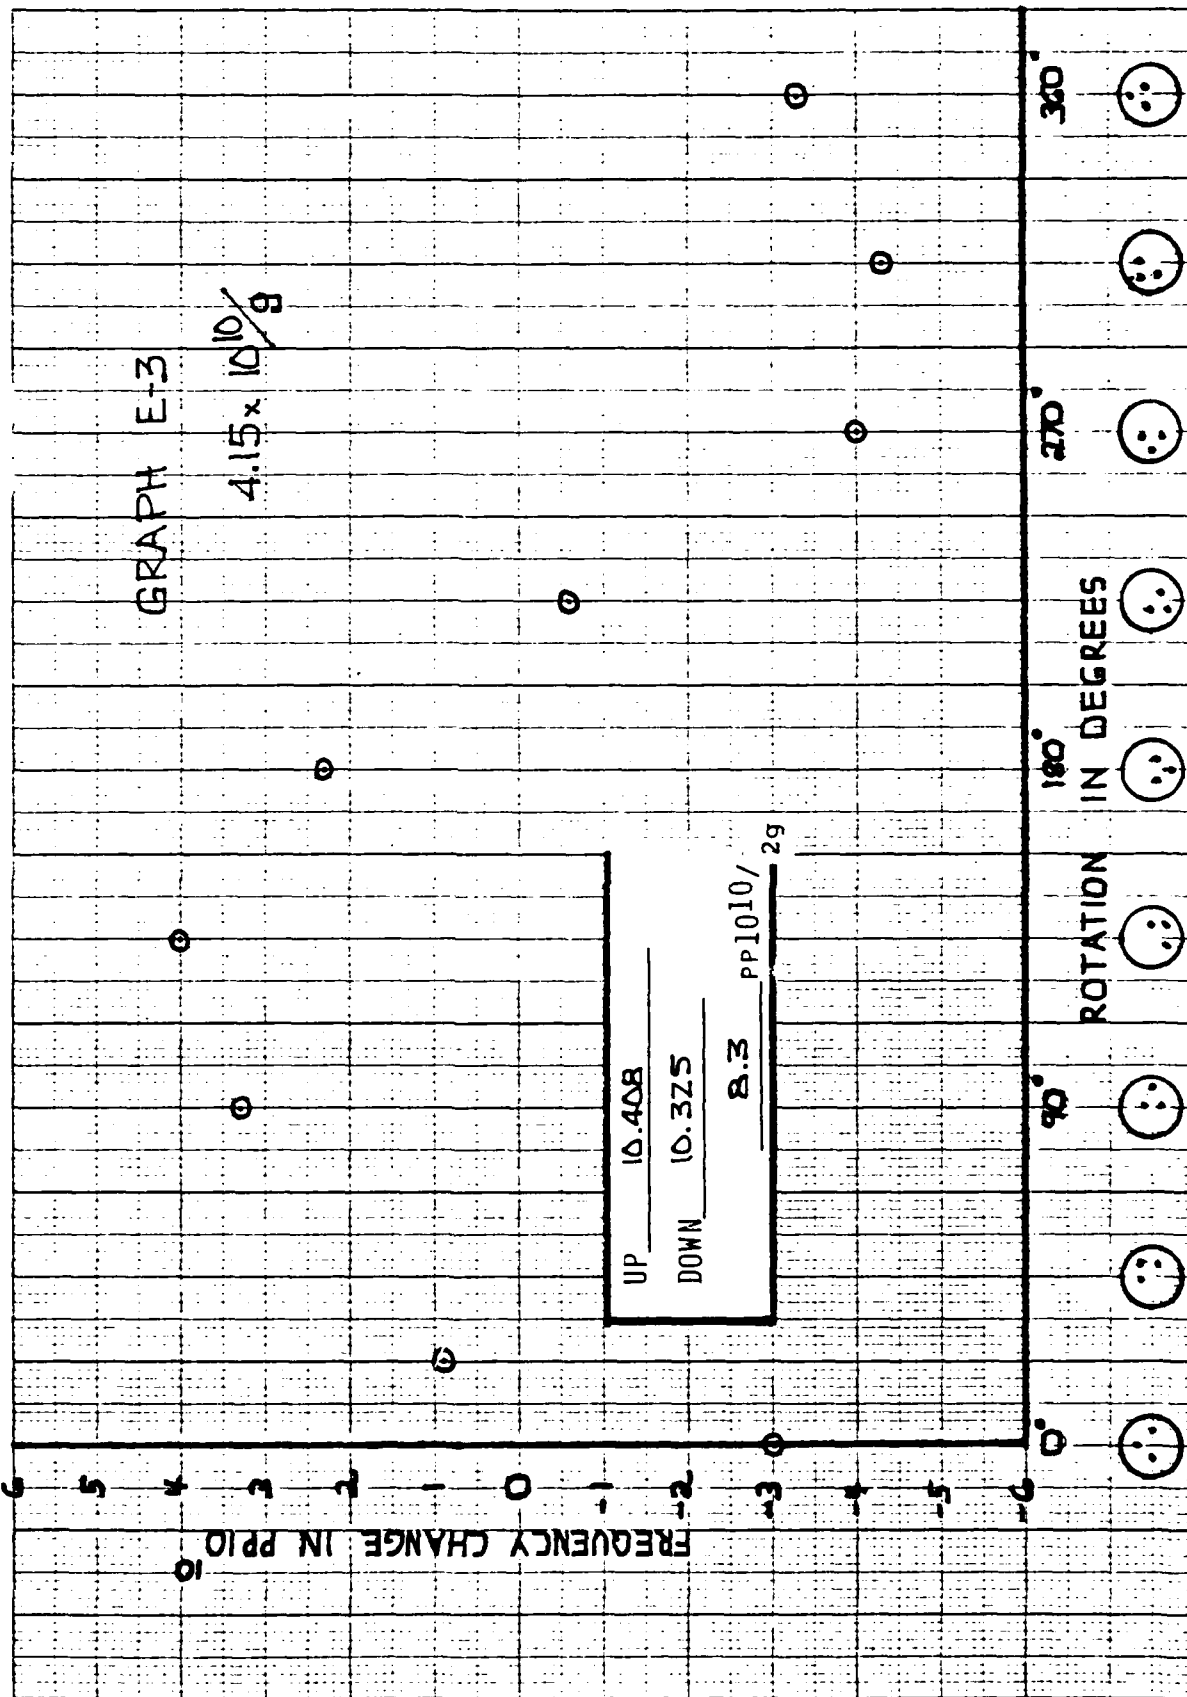 GRAPH E-3
4.15 x 10^10/g
6
5
4
3
2
1
0
-1
-2
-3
-4
-5
-6
FREQUENCY CHANGE IN PP10^10
UP 10.408
DOWN 10.325
8.3 PP10^10/2g
0° 90° 180° 270° 360°
ROTATION IN DEGREES